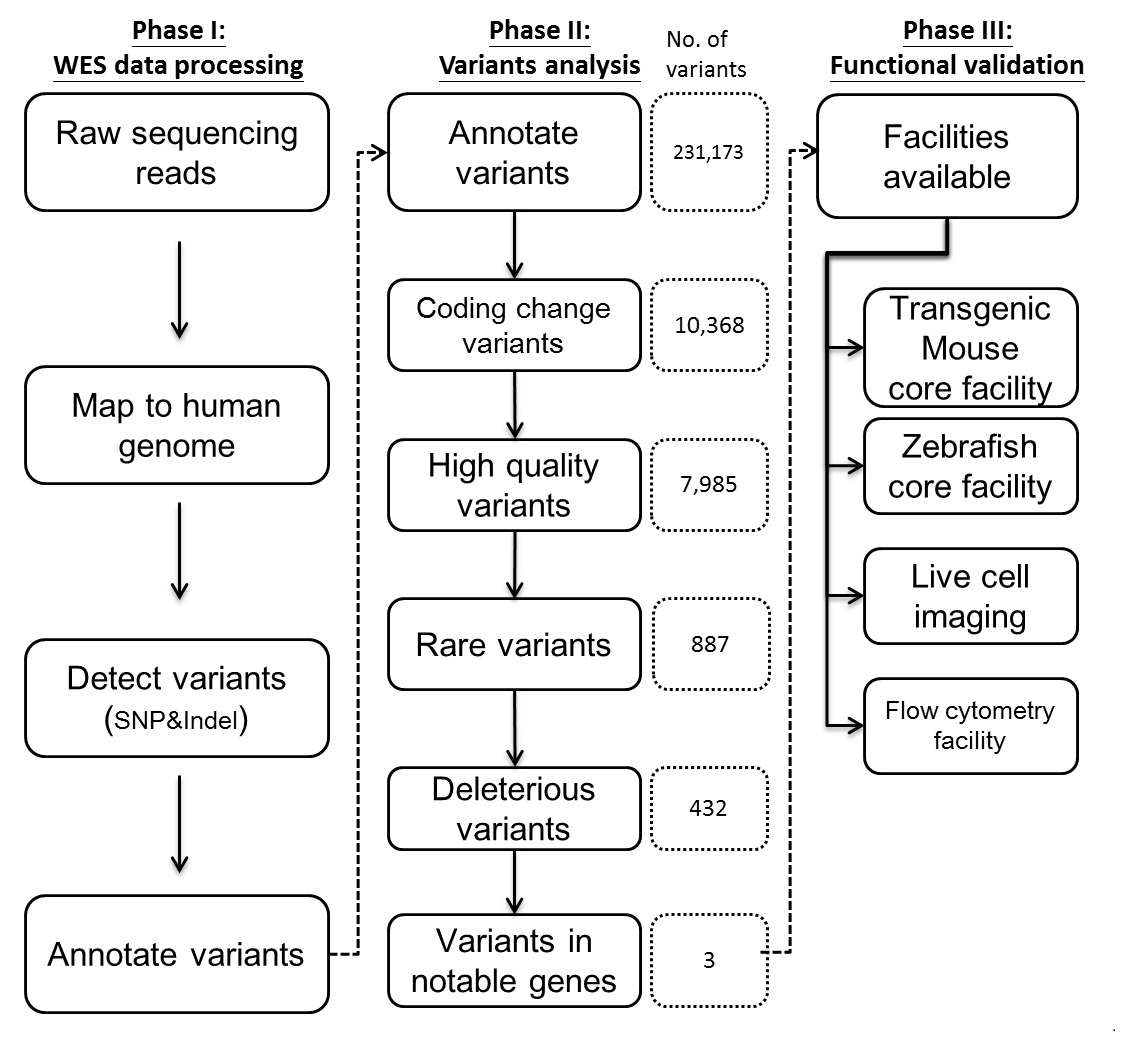 Phase I:
WES data processing
Raw sequencing
reads
Map to human
genome
Detect variants
(SNP&Indel)
Annotate variants
Phase II:
Variants analysis
No. of
variants
Annotate
variants
231,173
Coding change
variants
10,368
High quality
variants
7,985
Rare variants
887
Deleterious
variants
432
Variants in
notable genes
3
Phase III:
Functional validation
Facilities
available
Transgenic
Mouse
core facility
Zebrafish
core facility
Live cell
imaging
Flow cytometry
facility
.